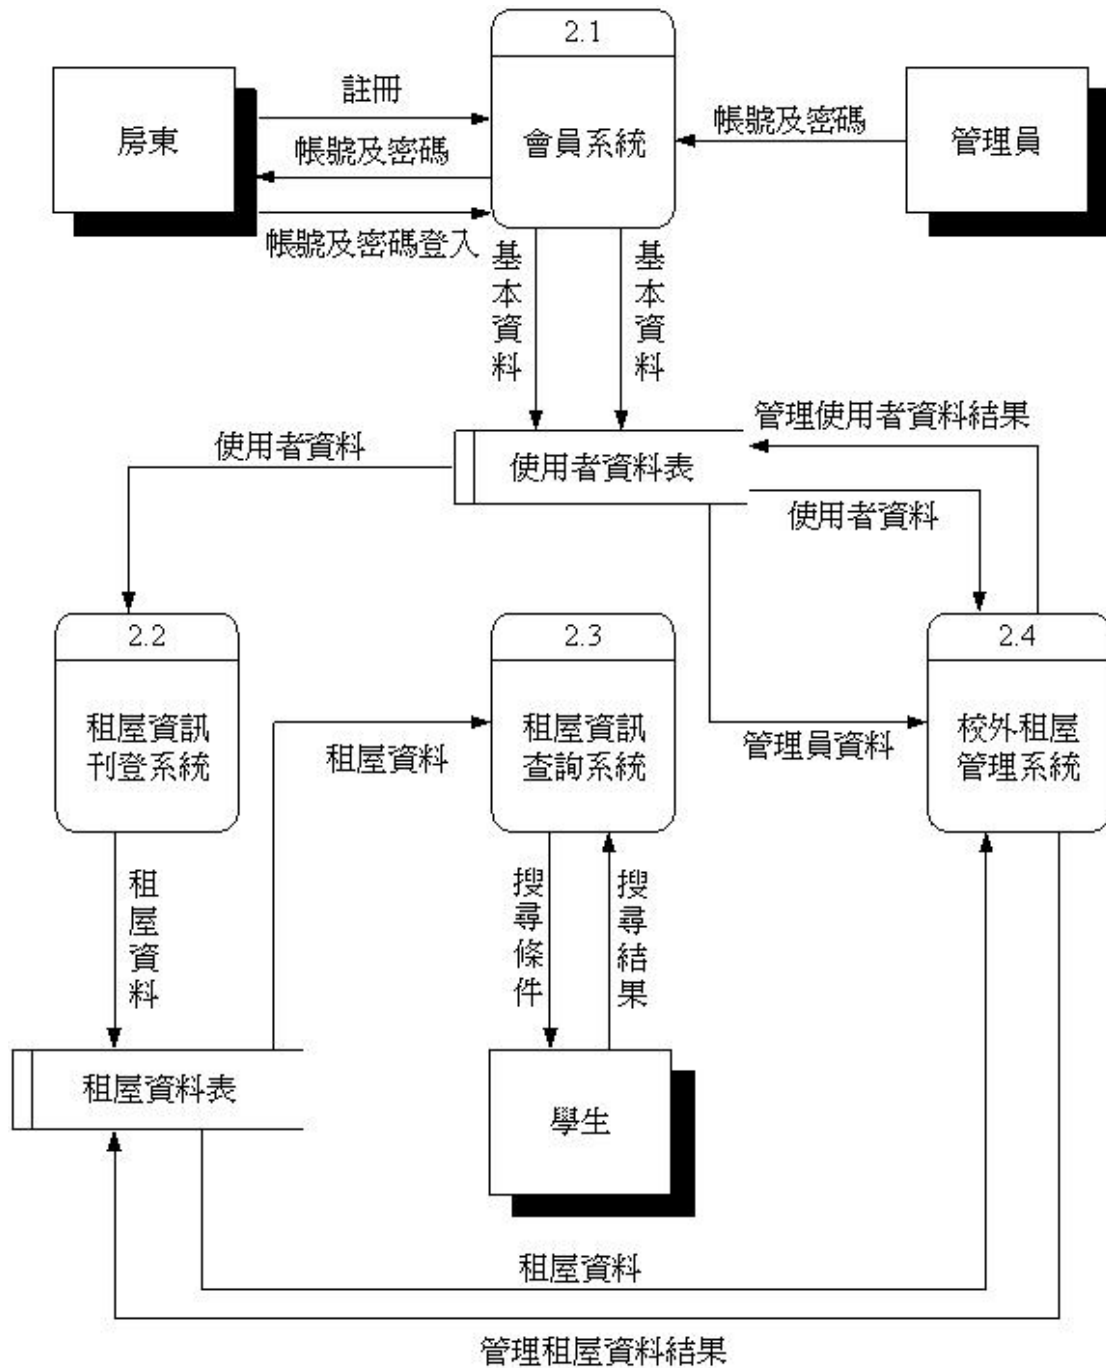 2.1
會員系統
房東
管理員
註冊
帳號及密碼
帳號及密碼登入
帳號及密碼
基本資料
基本資料
管理使用者資料結果
使用者資料
使用者資料表
使用者資料
2.2
租屋資訊
刊登系統
2.3
租屋資訊
查詢系統
2.4
校外租屋
管理系統
租屋資料
管理員資料
租屋資料
搜尋條件
搜尋結果
租屋資料表
學生
租屋資料
管理租屋資料結果